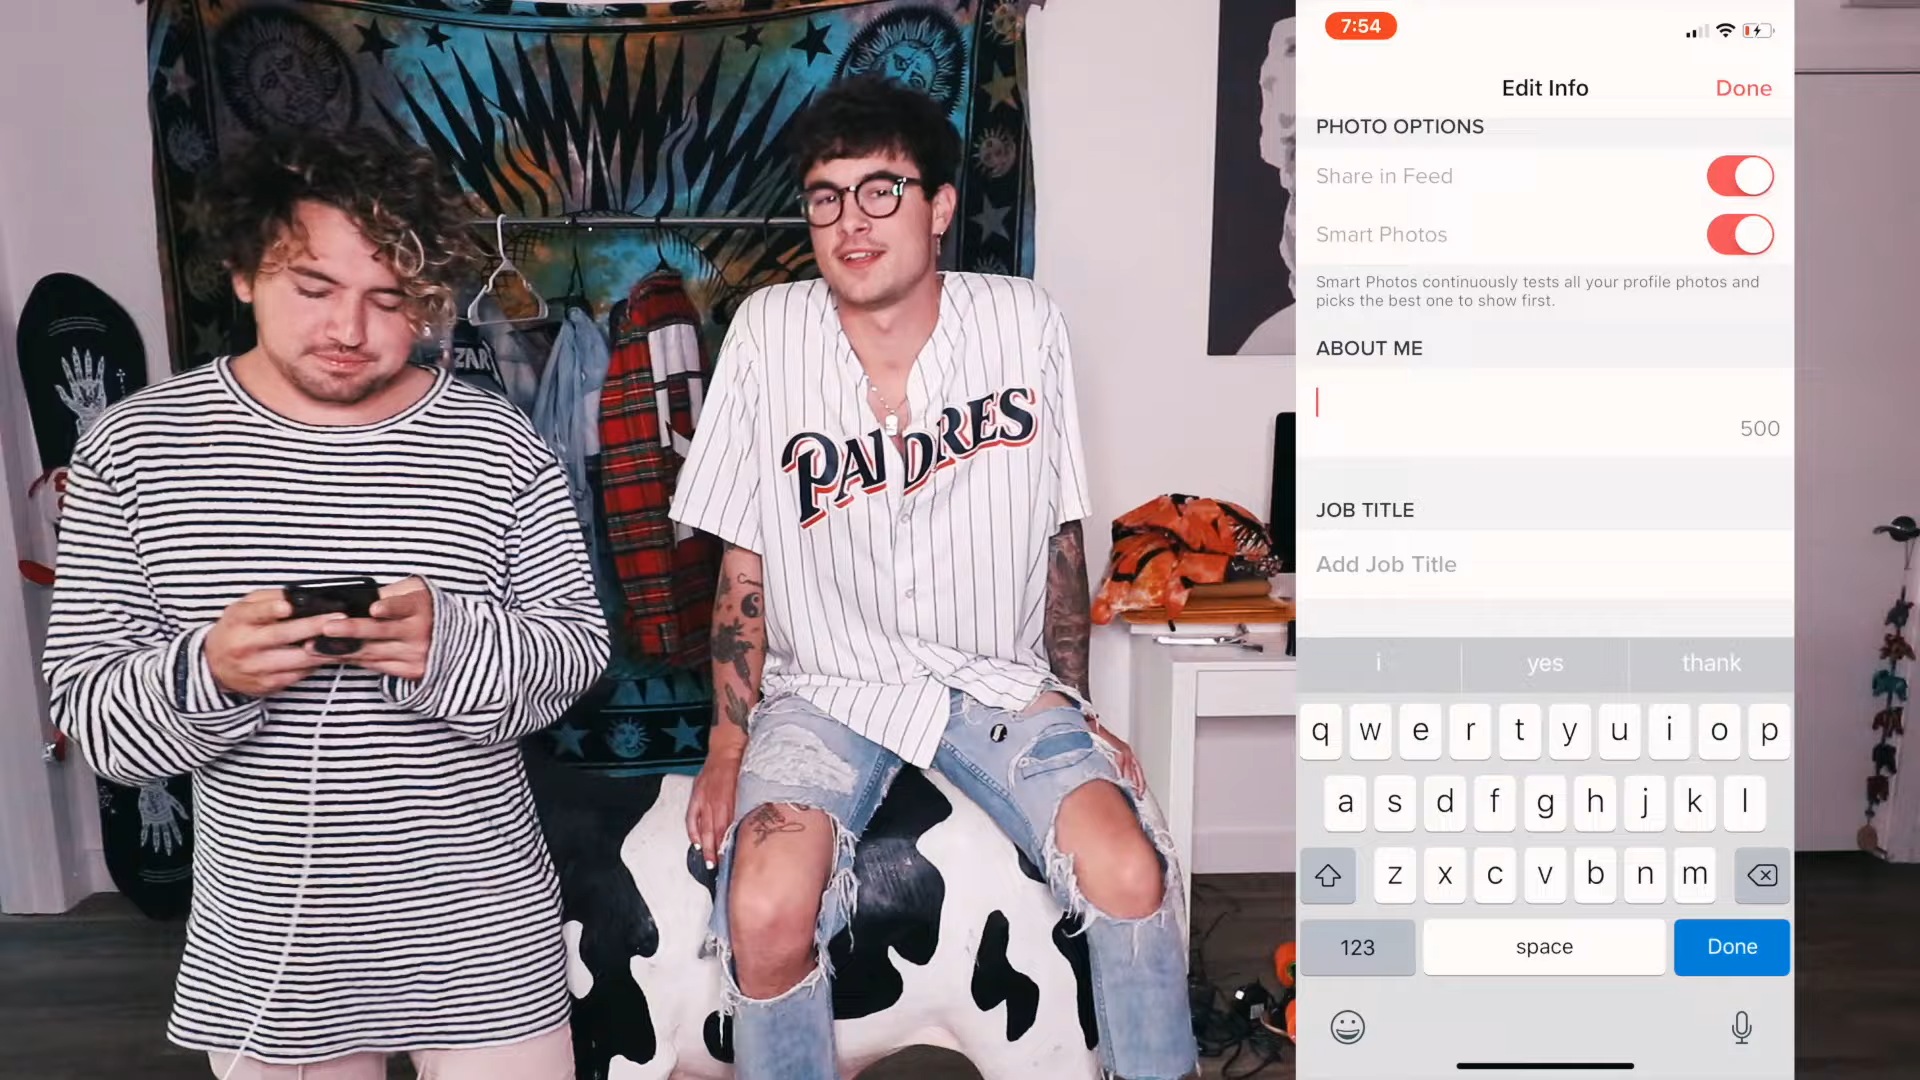 7:54
Edit Info
Done
PHOTO OPTIONS
Share in Feed
Smart Photos
Smart Photos continuously tests all your profile photos and
picks the best one to show first.
ABOUT ME
500
JOB TITLE
Add Job Title
i yes thank
q w e r t y u i o p
a s d f g h j k l
z x c v b n m
123 space Done
PADRES
ZAR